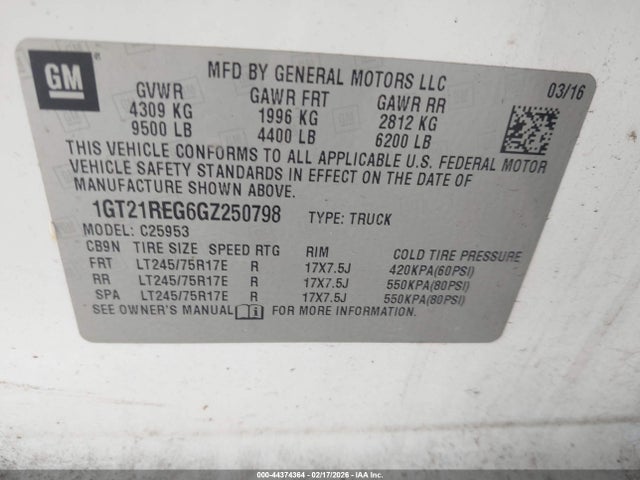 GM
MFD BY GENERAL MOTORS LLC
03/16
GVWR GAWR FRT GAWR RR
4309 KG 1996 KG 2812 KG
9500 LB 4400 LB 6200 LB
THIS VEHICLE CONFORMS TO ALL APPLICABLE U.S. FEDERAL MOTOR
VEHICLE SAFETY STANDARDS IN EFFECT ON THE DATE OF
MANUFACTURE SHOWN ABOVE.
1GT21REG6GZ250798 TYPE: TRUCK
MODEL: C25953
CB9N TIRE SIZE SPEED RTG RIM COLD TIRE PRESSURE
FRT LT245/75R17E R 17X7.5J 420KPA(60PSI)
RR LT245/75R17E R 17X7.5J 550KPA(80PSI)
SPA LT245/75R17E R 17X7.5J 550KPA(80PSI)
SEE OWNER'S MANUAL FOR MORE INFORMATION.
000-44374364 - 02/17/2026 - IAA Corp.